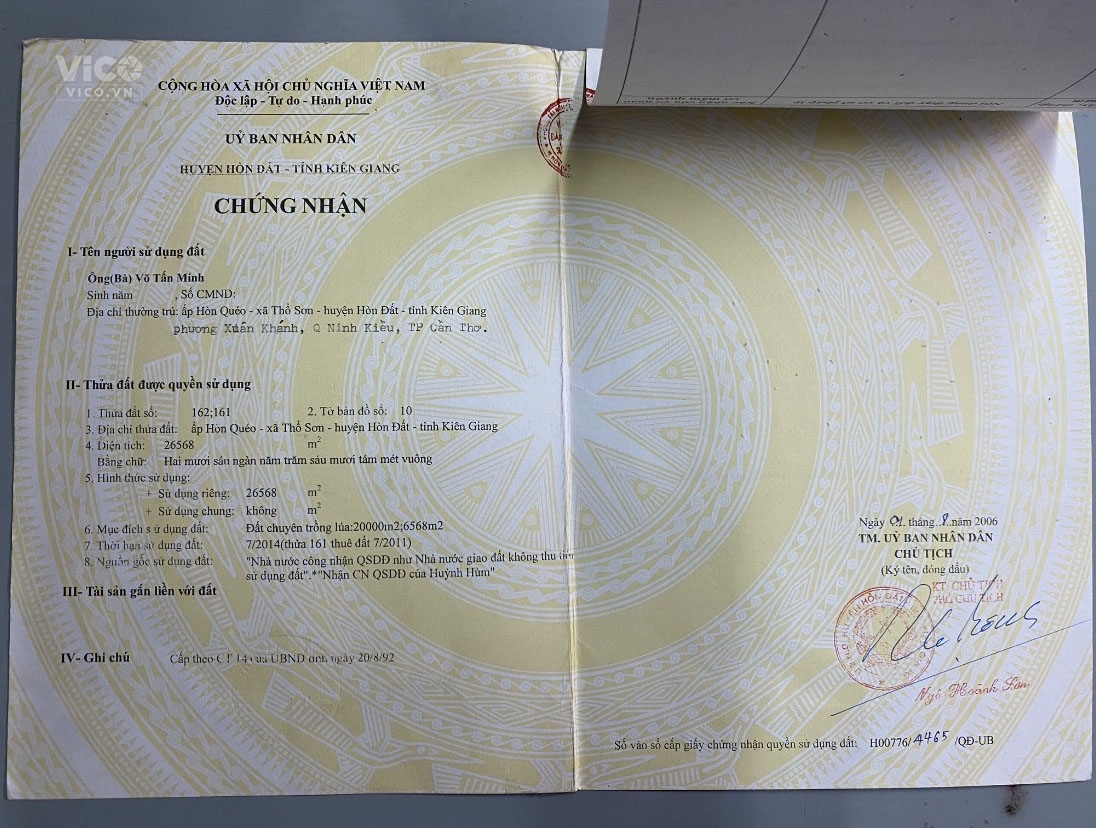 ViCO
VICO.VN
CỘNG HÒA XÃ HỘI CHỦ NGHĨA VIỆT NAM
Độc lập - Tự do - Hạnh phúc
UỶ BAN NHÂN DÂN
HUYỆN HÒN ĐẤT - TỈNH KIÊN GIANG
CHỨNG NHẬN
I- Tên người sử dụng đất
Ông(Bà) Võ Tấn Minh
Sinh năm , Số CMND:
Địa chỉ thường trú: ấp Hòn Quéo - xã Thổ Sơn - huyện Hòn Đất - tỉnh Kiên Giang
phương Xuân Khánh, Q Ninh Kiều, TP Cần Thơ.
II- Thửa đất được quyền sử dụng
1 Thửa đất số: 162;161 2. Tờ bản đồ số: 10
3. Địa chỉ thửa đất: ấp Hòn Quéo - xã Thổ Sơn - huyện Hòn Đất - tỉnh Kiên Giang
4. Diện tích: 26568 m2
Bằng chữ: Hai mươi sáu ngàn năm trăm sáu mươi tám mét vuông
5. Hình thức sử dụng:
+ Sử dụng riêng: 26568 m2
+ Sử dụng chung: không m2
6. Mục đích sử dụng đất: Đất chuyên trồng lúa:20000m2;6568m2
7. Thời hạn sử dụng đất: 7/2014(thửa 161 thuê đất 7/2011)
8. Nguồn gốc sử dụng đất: "Nhà nước công nhận QSDĐ như Nhà nước giao đất không thu tiền
sử dụng đất".*"Nhận CN QSDĐ của Huỳnh Hùm"
III- Tài sản gắn liền với đất
IV- Ghi chú Cấp theo CT 14 của UBND tỉnh ngày 20/8/92
Ngày 01 tháng 8 năm 2006
TM. UỶ BAN NHÂN DÂN
CHỦ TỊCH
(Ký tên, đóng dấu)
KT. CHỦ TỊCH
PHÓ CHỦ TỊCH
Ngô Hoành Sơn
Số vào sổ cấp giấy chứng nhận quyền sử dụng đất: H00776/A465 /QĐ-UB